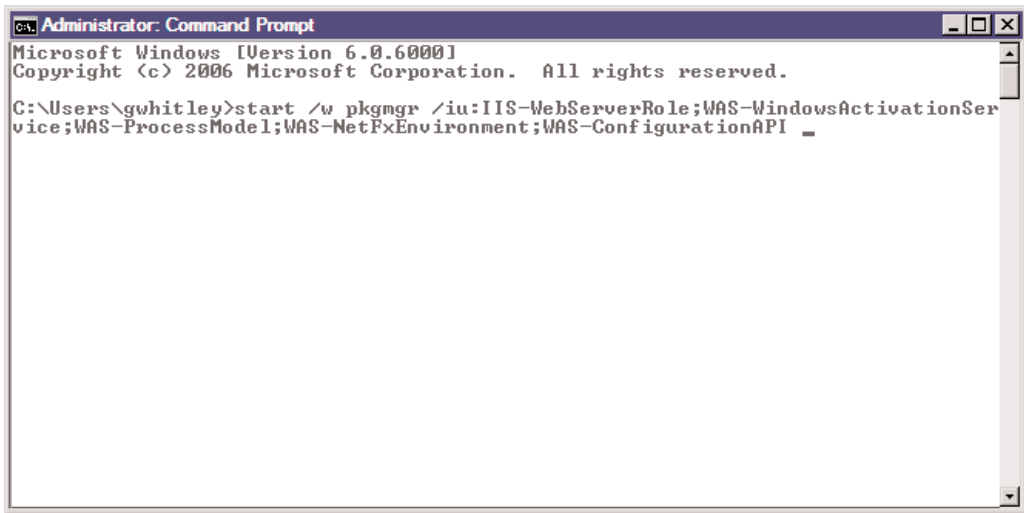 Administrator: Command Prompt
Microsoft Windows [Version 6.0.6000]
Copyright (c) 2006 Microsoft Corporation.  All rights reserved.
C:\Users\gwhitley>start /w pkgmgr /iu:IIS-WebServerRole;WAS-WindowsActivationSer
vice;WAS-ProcessModel;WAS-NetFxEnvironment;WAS-ConfigurationAPI _